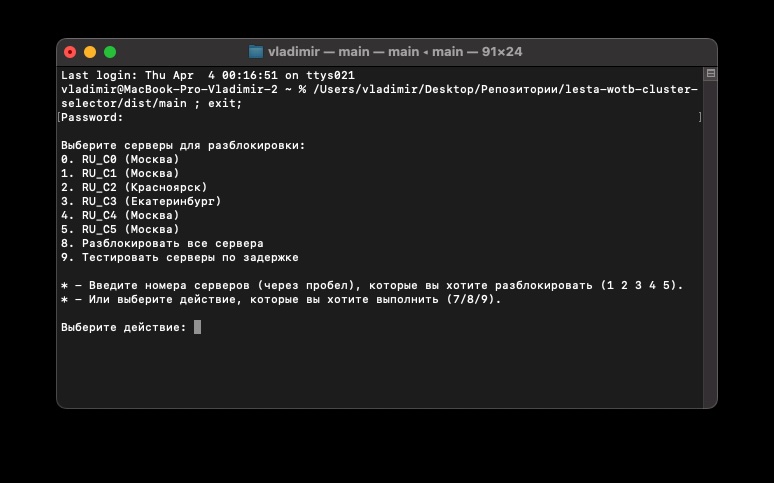 vladimir — main — main ◂ main — 91×24
Last login: Thu Apr  4 00:16:51 on ttys021
vladimir@MacBook-Pro-Vladimir-2 ~ % /Users/vladimir/Desktop/Репозитории/lesta-wotb-cluster-
selector/dist/main ; exit;
[Password: ]
Выберите серверы для разблокировки:
0. RU_C0 (Москва)
1. RU_C1 (Москва)
2. RU_C2 (Красноярск)
3. RU_C3 (Екатеринбург)
4. RU_C4 (Москва)
5. RU_C5 (Москва)
8. Разблокировать все сервера
9. Тестировать серверы по задержке
* — Введите номера серверов (через пробел), которые вы хотите разблокировать (1 2 3 4 5).
* — Или выберите действие, которые вы хотите выполнить (7/8/9).
Выберите действие: